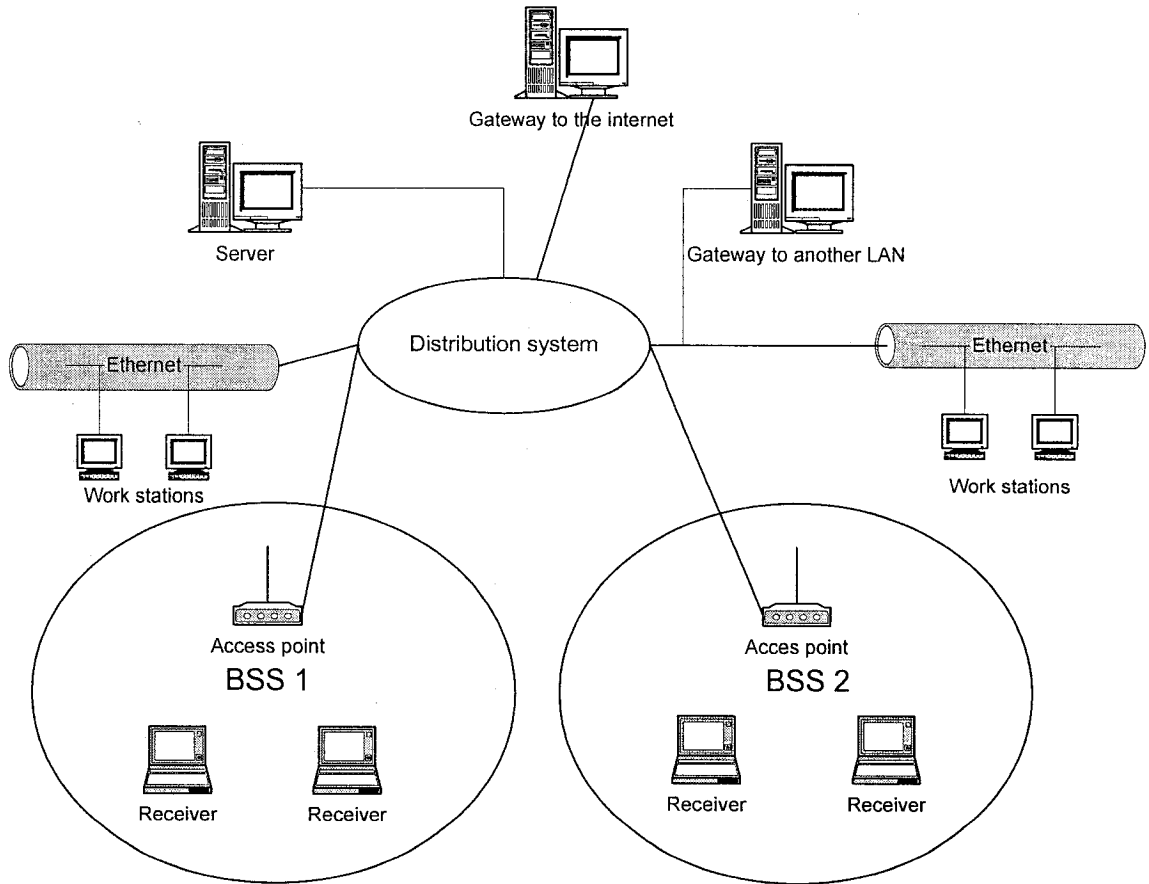 Gateway to the internet
Server
Gateway to another LAN
Distribution system
Ethernet
Ethernet
Work stations
Work stations
Access point
BSS 1
Acces point
BSS 2
Receiver
Receiver
Receiver
Receiver